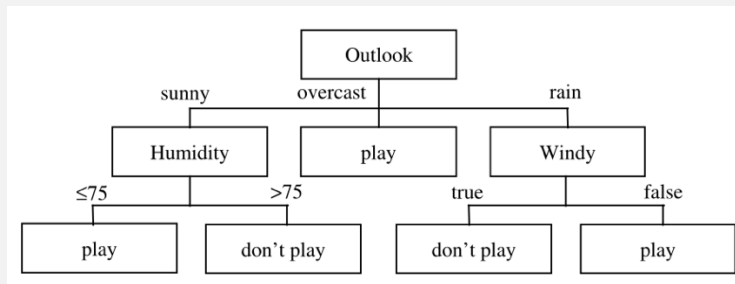 Outlook
sunny overcast rain
Humidity play Windy
≤75 >75 true false
play don’t play don’t play play